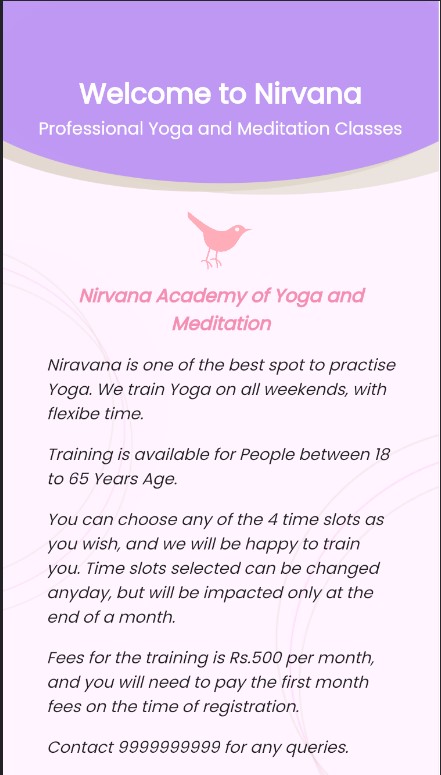 Welcome to Nirvana
Professional Yoga and Meditation Classes
Nirvana Academy of Yoga and
Meditation
Niravana is one of the best spot to practise
Yoga. We train Yoga on all weekends, with
flexibe time.
Training is available for People between 18
to 65 Years Age.
You can choose any of the 4 time slots as
you wish, and we will be happy to train
you. Time slots selected can be changed
anyday, but will be impacted only at the
end of a month.
Fees for the training is Rs.500 per month,
and you will need to pay the first month
fees on the time of registration.
Contact 9999999999 for any queries.